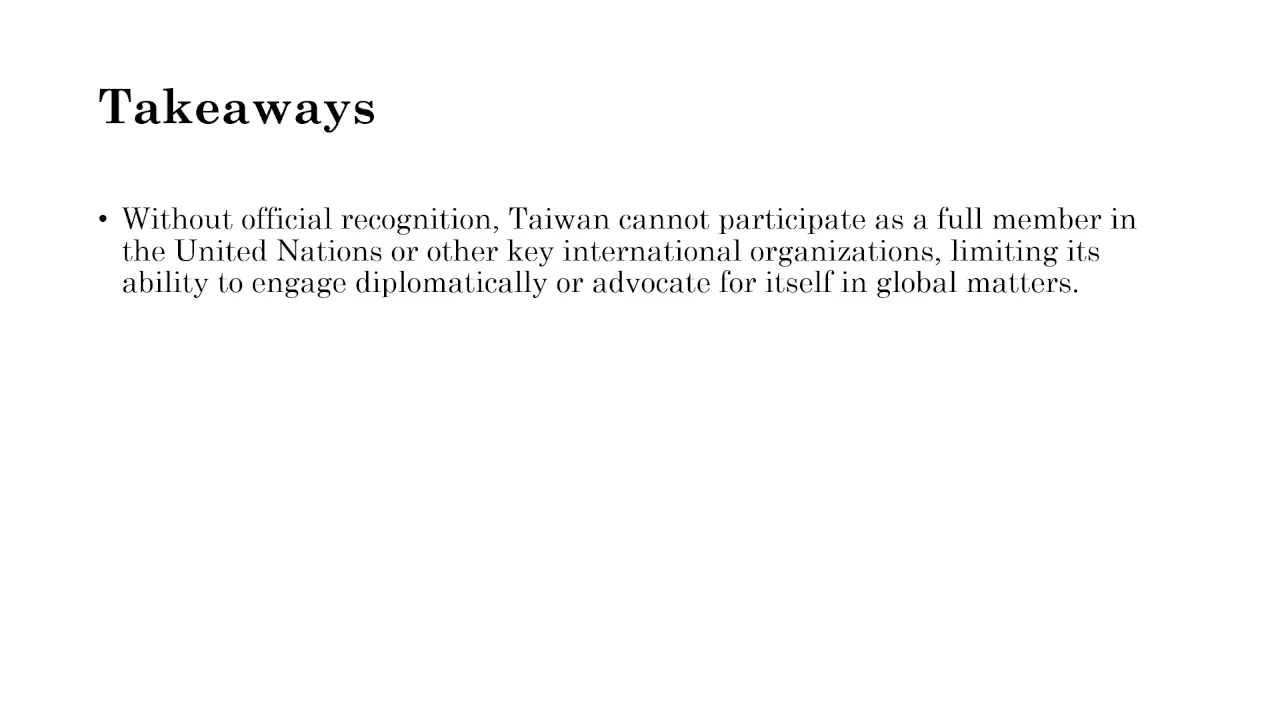 Takeaways
• Without official recognition, Taiwan cannot participate as a full member in
the United Nations or other key international organizations, limiting its
ability to engage diplomatically or advocate for itself in global matters.